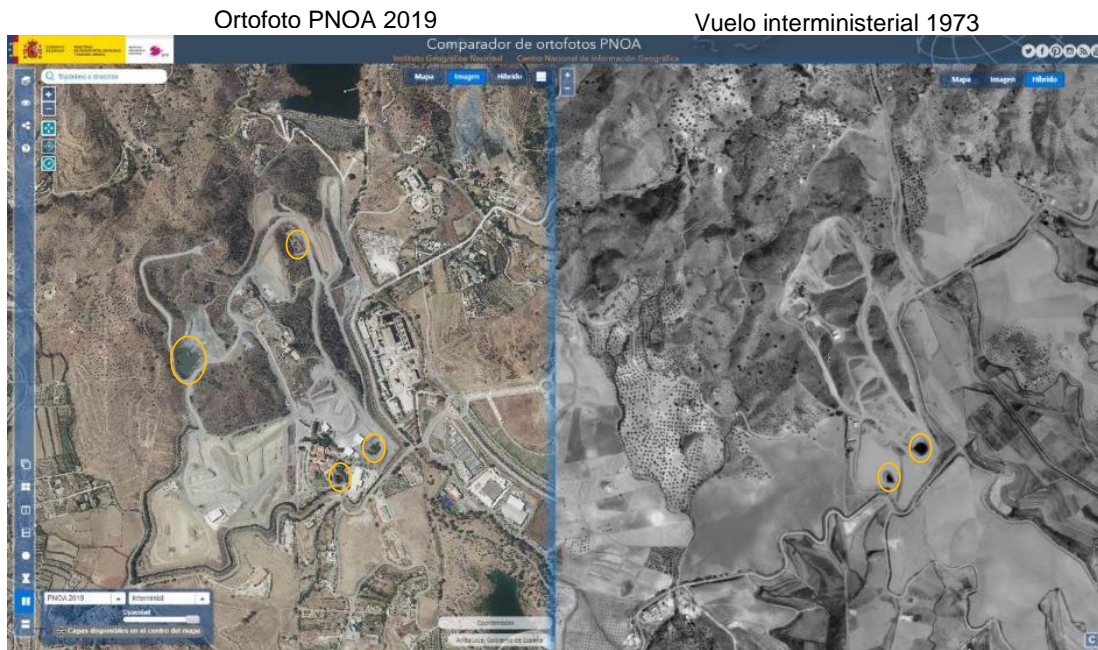 Ortofoto PNOA 2019
Vuelo interministerial 1973
Comparador de ortofotos PNOA
Instituto Geográfico Nacional Centro Nacional de Información Geográfica
Mapa Imagen Híbrido
Mapa Imagen Híbrido
PNOA 2019
Interminist
Opacidad
Capas disponibles en el centro del mapa
Coordenadas
C